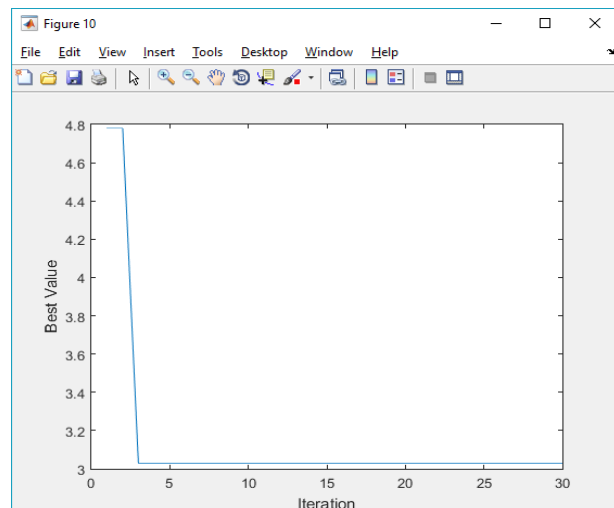 Figure 10
File Edit View Insert Tools Desktop Window Help
4.8
4.6
4.4
4.2
4
3.8
3.6
3.4
3.2
3
Best Value
0 5 10 15 20 25 30
Iteration